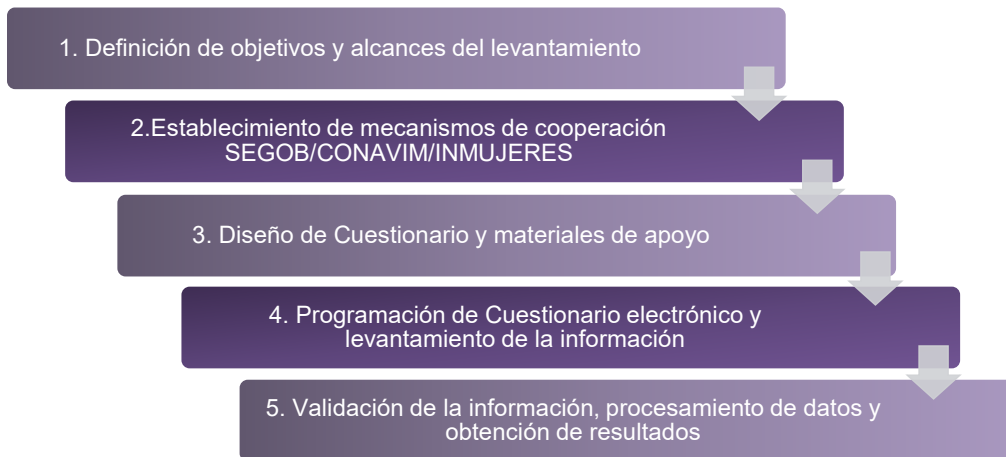 1. Definición de objetivos y alcances del levantamiento
2.Establecimiento de mecanismos de cooperación
SEGOB/CONAVIM/INMUJERES
3. Diseño de Cuestionario y materiales de apoyo
4. Programación de Cuestionario electrónico y
levantamiento de la información
5. Validación de la información, procesamiento de datos y
obtención de resultados